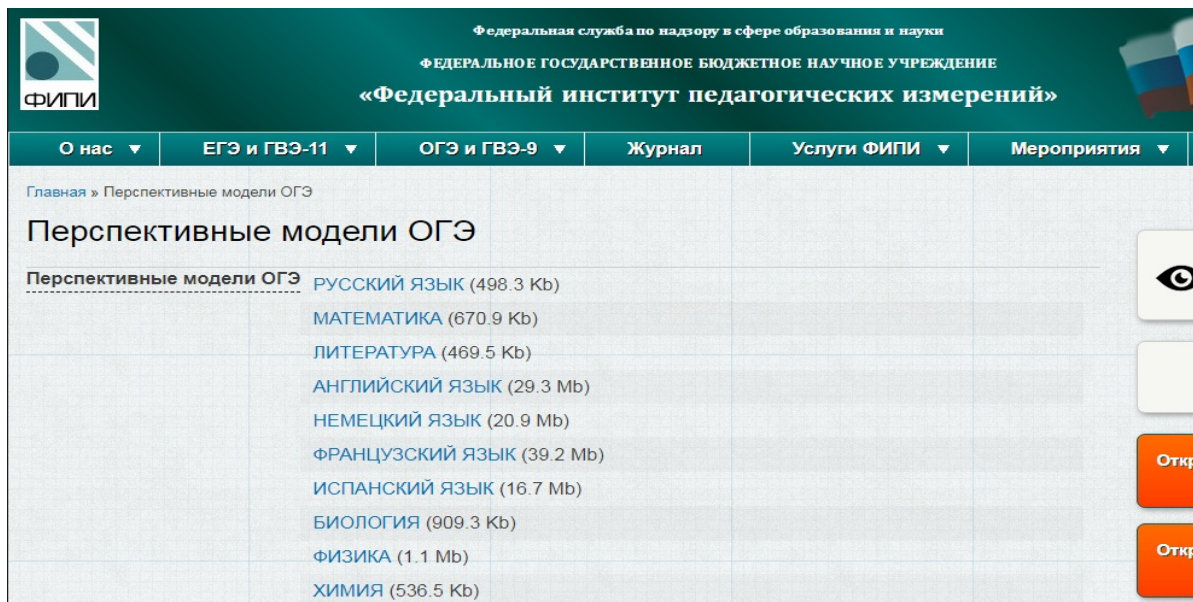 ФИПИ
Федеральная служба по надзору в сфере образования и науки
ФЕДЕРАЛЬНОЕ ГОСУДАРСТВЕННОЕ БЮДЖЕТНОЕ НАУЧНОЕ УЧРЕЖДЕНИЕ
«Федеральный институт педагогических измерений»
О нас ▼ ЕГЭ и ГВЭ-11 ▼ ОГЭ и ГВЭ-9 ▼ Журнал Услуги ФИПИ ▼ Мероприятия ▼
Главная » Перспективные модели ОГЭ
Перспективные модели ОГЭ
Перспективные модели ОГЭ РУССКИЙ ЯЗЫК (498.3 Kb)
МАТЕМАТИКА (670.9 Kb)
ЛИТЕРАТУРА (469.5 Kb)
АНГЛИЙСКИЙ ЯЗЫК (29.3 Mb)
НЕМЕЦКИЙ ЯЗЫК (20.9 Mb)
ФРАНЦУЗСКИЙ ЯЗЫК (39.2 Mb)
ИСПАНСКИЙ ЯЗЫК (16.7 Mb)
БИОЛОГИЯ (909.3 Kb)
ФИЗИКА (1.1 Mb)
ХИМИЯ (536.5 Kb)